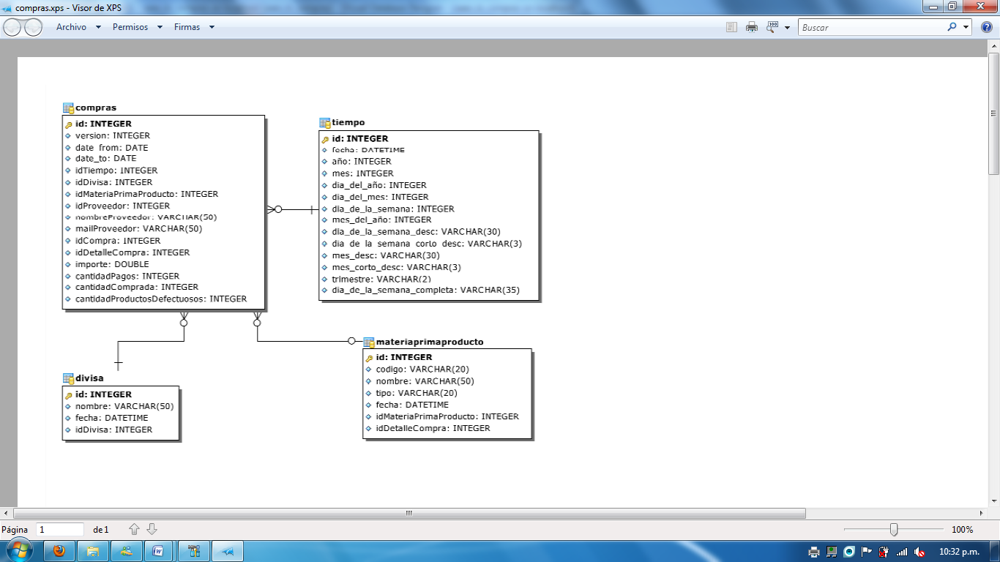 compras.xps - Visor de XPS
Archivo Permisos Firmas
100
Buscar
compras
id: INTEGER
version: INTEGER
date_from: DATE
date_to: DATE
idTiempo: INTEGER
idDivisa: INTEGER
idMateriaPrimaProducto: INTEGER
idProveedor: INTEGER
nombreProveedor: VARCHAR(50)
mailProveedor: VARCHAR(50)
idCompra: INTEGER
idDetalleCompra: INTEGER
importe: DOUBLE
cantidadPagos: INTEGER
cantidadComprada: INTEGER
cantidadProductosDefectuosos: INTEGER
tiempo
id: INTEGER
fecha: DATETIME
año: INTEGER
mes: INTEGER
dia_del_año: INTEGER
dia_del_mes: INTEGER
dia_de_la_semana: INTEGER
mes_del_año: INTEGER
dia_de_la_semana_desc: VARCHAR(30)
dia_de_la_semana_corto_desc: VARCHAR(3)
mes_desc: VARCHAR(30)
mes_corto_desc: VARCHAR(3)
trimestre: VARCHAR(2)
dia_de_la_semana_completa: VARCHAR(35)
divisa
id: INTEGER
nombre: VARCHAR(50)
fecha: DATETIME
idDivisa: INTEGER
materiaprimaproducto
id: INTEGER
codigo: VARCHAR(20)
nombre: VARCHAR(50)
tipo: VARCHAR(20)
fecha: DATETIME
idMateriaPrimaProducto: INTEGER
idDetalleCompra: INTEGER
Página 1 de 1
100%
10:32 p.m.